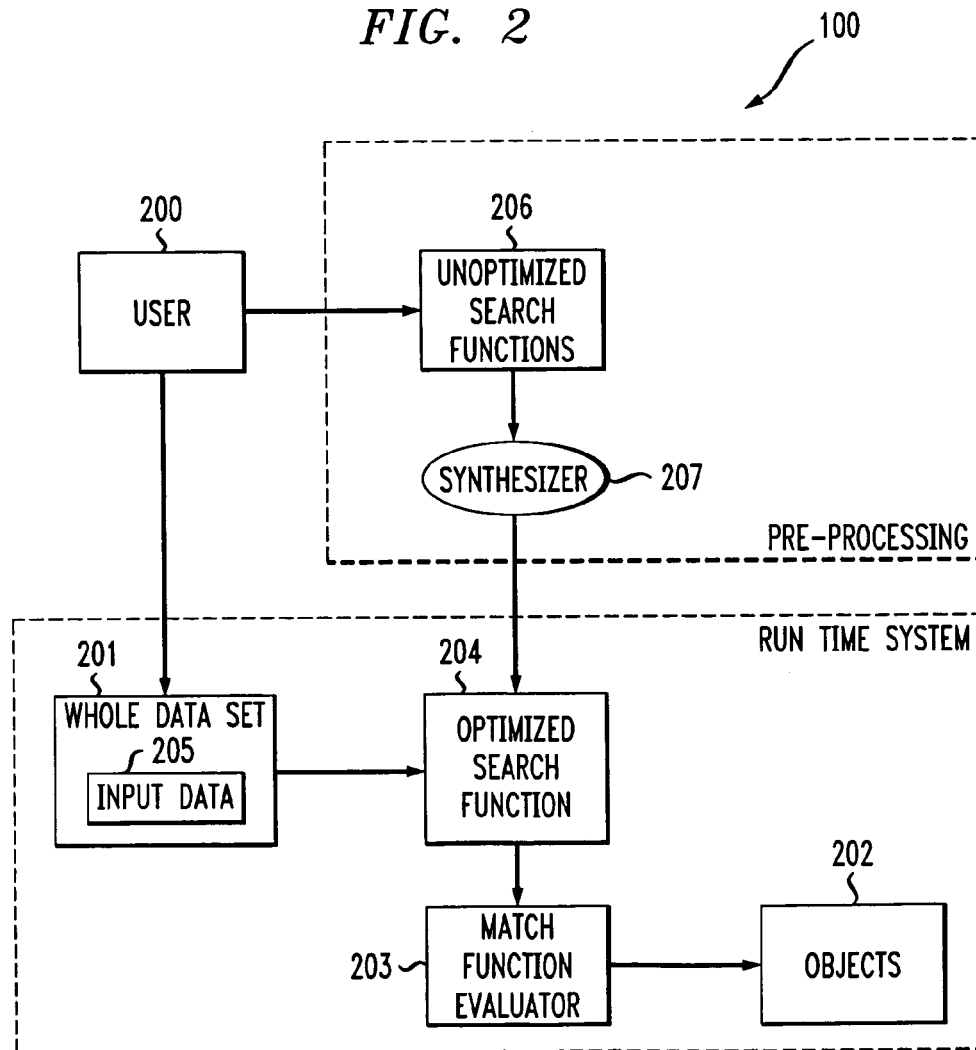 FIG. 2
100
200
USER
206
UNOPTIMIZED
SEARCH
FUNCTIONS
SYNTHESIZER
207
PRE-PROCESSING
RUN TIME SYSTEM
201
WHOLE DATA SET
205
INPUT DATA
204
OPTIMIZED
SEARCH
FUNCTION
203
MATCH
FUNCTION
EVALUATOR
202
OBJECTS